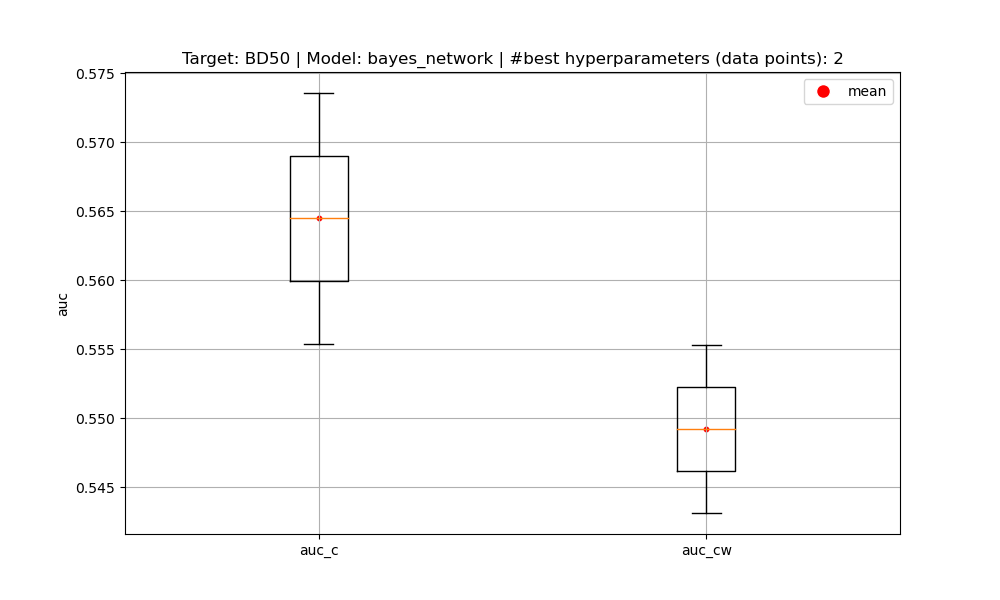 Target: BD50 | Model: bayes_network | #best hyperparameters (data points): 2
mean
0.575
0.570
0.565
0.560
0.555
0.550
0.545
auc
auc_c
auc_cw